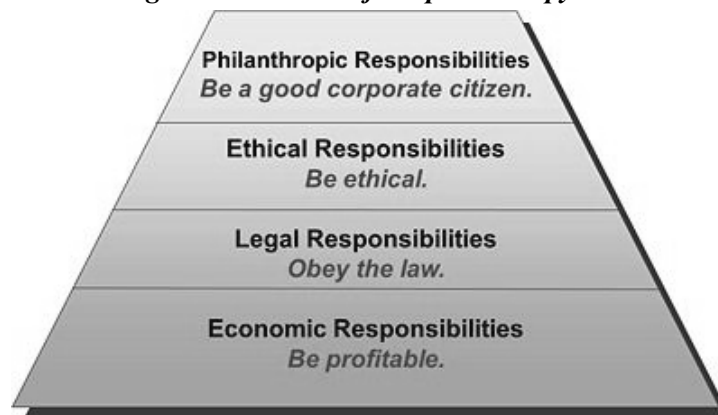 Philanthropic Responsibilities
Be a good corporate citizen.
Ethical Responsibilities
Be ethical.
Legal Responsibilities
Obey the law.
Economic Responsibilities
Be profitable.